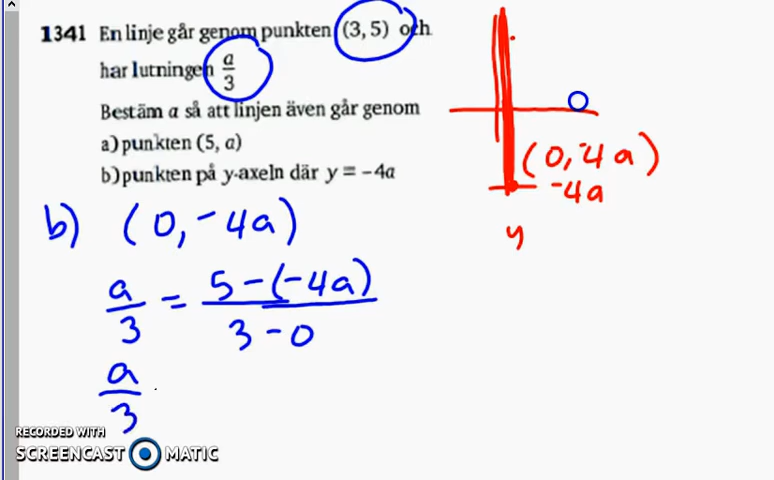 1341 En linje går genom punkten (3, 5) och
har lutningen a/3
Bestäm a så att linjen även går genom
a) punkten (5, a)
b) punkten på y-axeln där y = −4a
(0, -4a)
-4a
y
b) (0, -4a)
a/3 = 5-(-4a)/3-0
a/3
RECORDED WITH
SCREENCAST MATIC